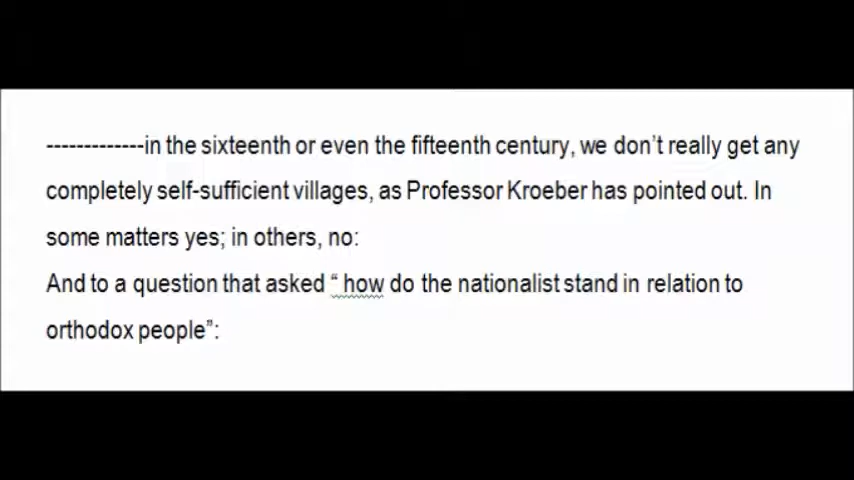 -------------in the sixteenth or even the fifteenth century, we don’t really get any
completely self-sufficient villages, as Professor Kroeber has pointed out. In
some matters yes; in others, no:
And to a question that asked “ how do the nationalist stand in relation to
orthodox people”: